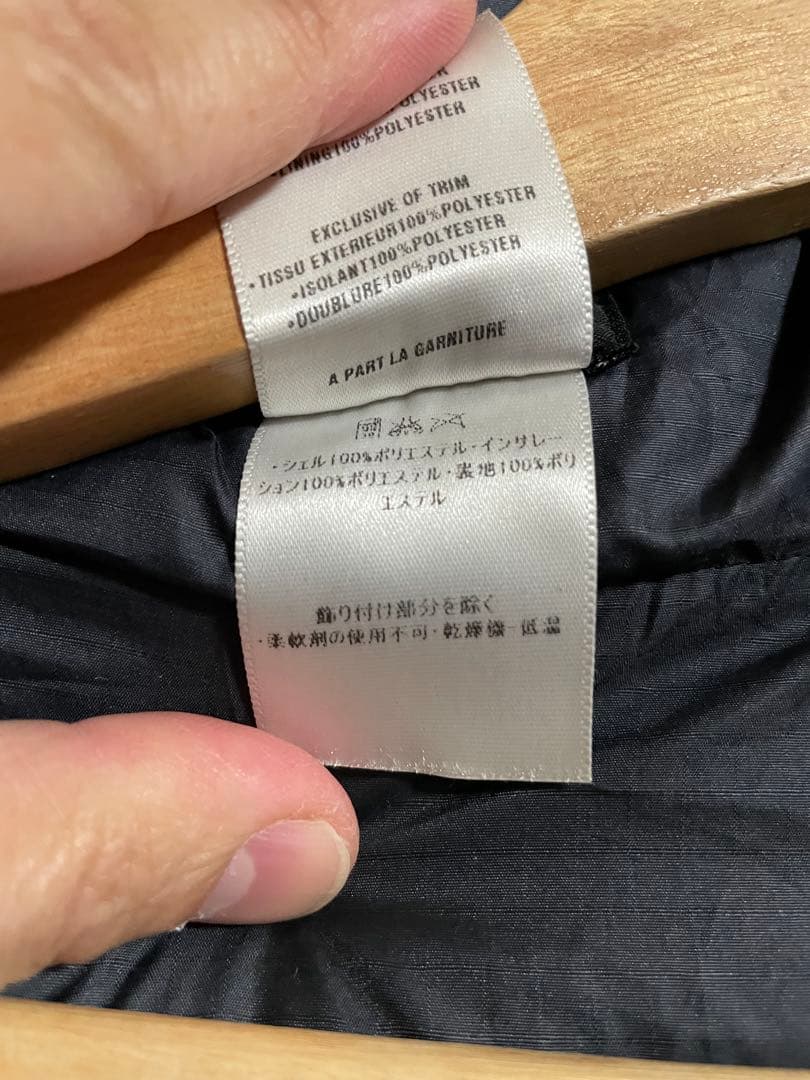 OLYESTER
LINING100%POLYESTER
EXCLUSIVE OF TRIM
•TISSU EXTERIEUR100%POLYESTER
•ISOLANT100%POLYESTER
•DOUBLURE100%POLYESTER
A PART LA GARNITURE
・シェル100%ポリエステル・インサレー
ション100%ポリエステル・表地100%ポリ
エステル
飾り付け部分を除く
・柔軟剤の使用不可・乾燥機-低温